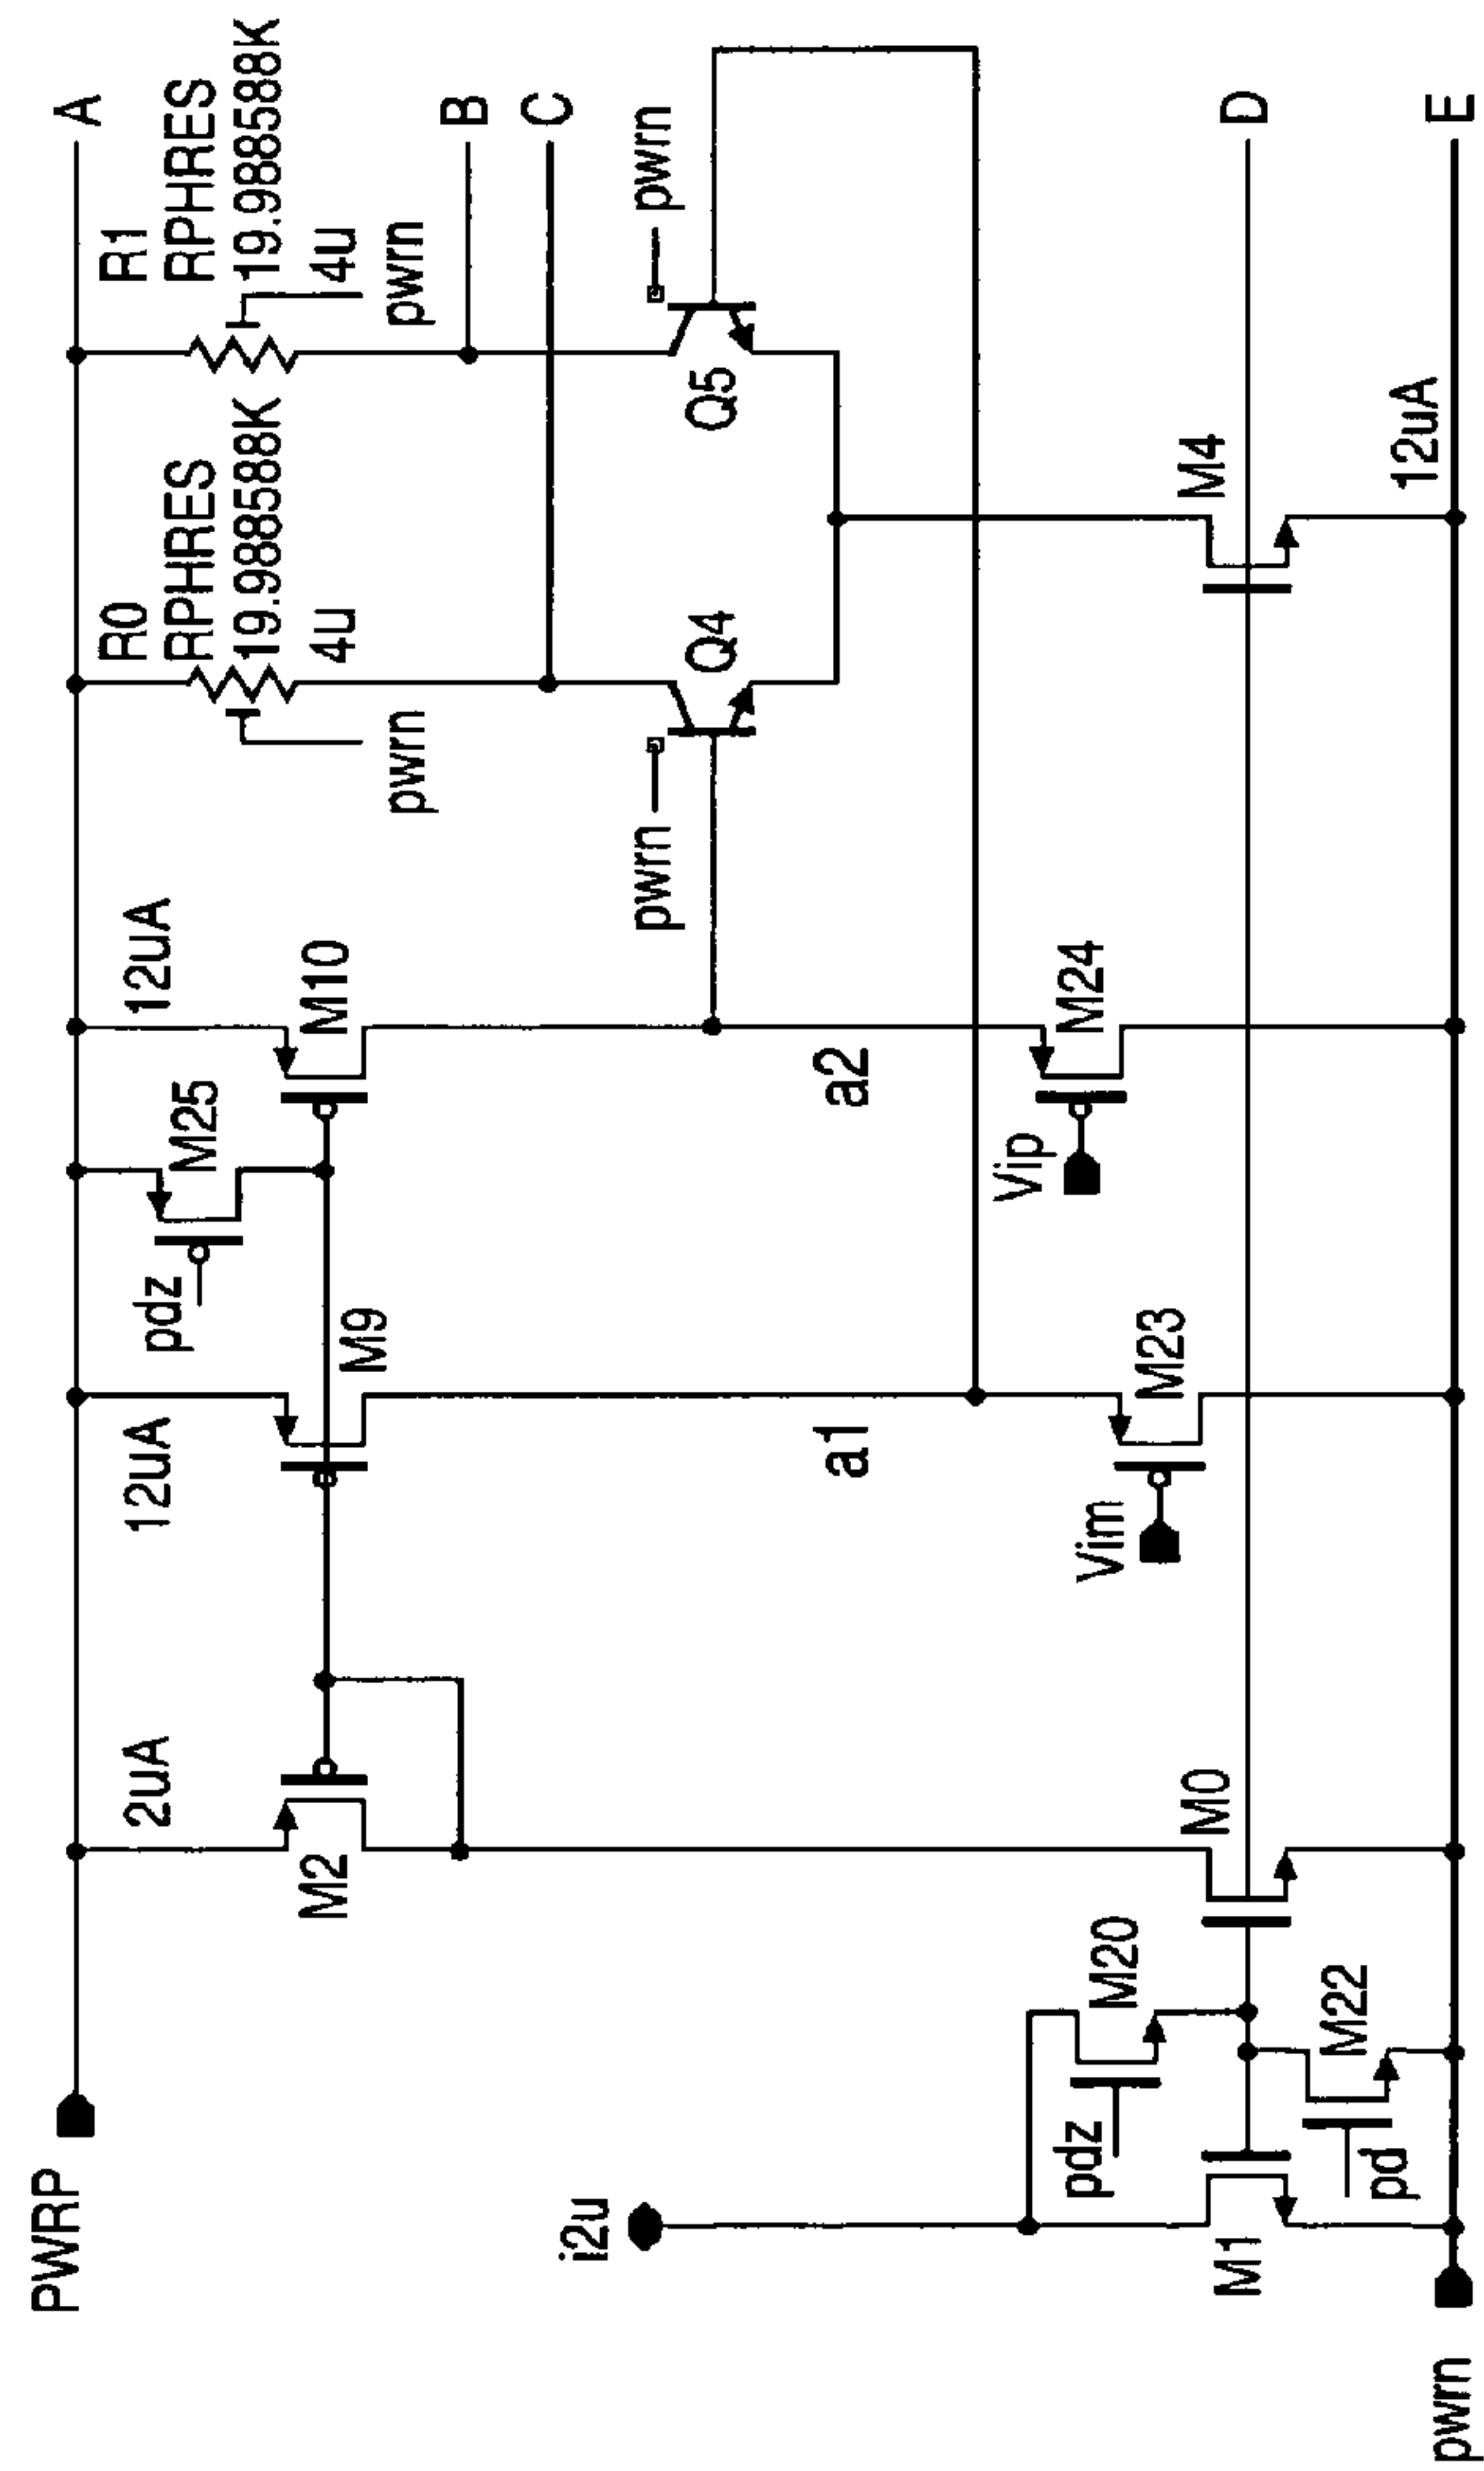 PWRP
2uA
12uA
12uA
A
R0
RPHRES
19.988588K
4u
pwrn
R1
RPHRES
19.988588K
4u
pwrn
M25
pdz
M2
M9
M10
B
C
i2u
pwrn
Q4
Q5
pwrn
a1
a2
Vip
M24
Vim
M23
pdz
M20
M1
M0
M4
D
pd
M22
12uA
E
pwrn